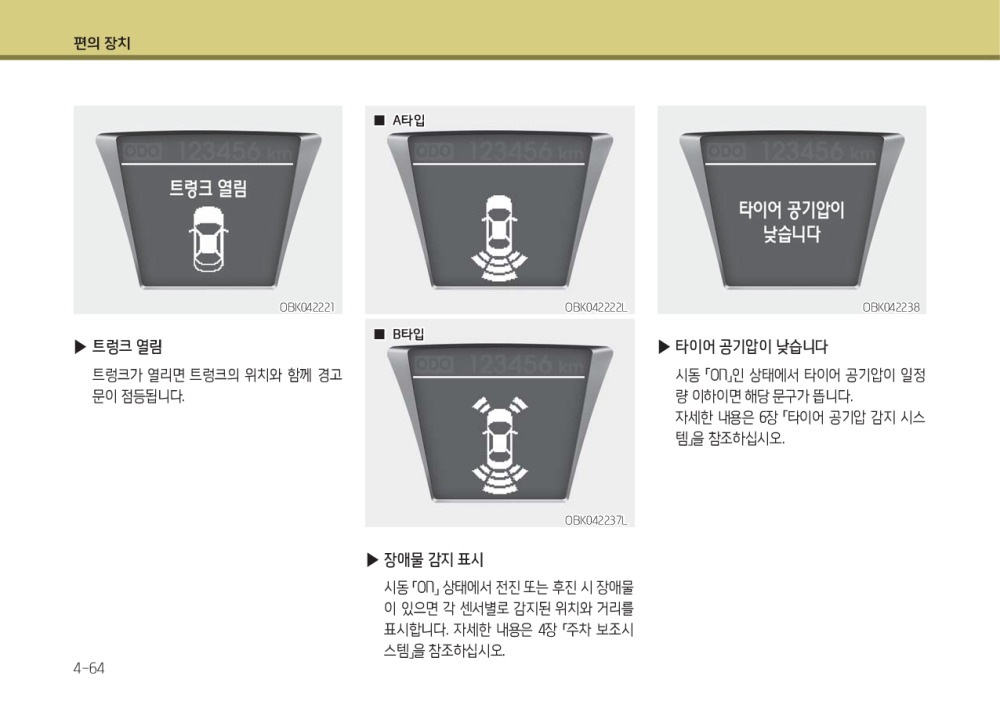 편의 장치
ODO 123456 km
트렁크 열림
OBK042221
▶ 트렁크 열림
트렁크가 열리면 트렁크의 위치와 함께 경고
문이 점등됩니다.
■ A타입
ODO 123456 km
OBK042222L
■ B타입
ODO 123456 km
OBK042237L
▶ 장애물 감지 표시
시동 「ON」 상태에서 전진 또는 후진 시 장애물
이 있으면 각 센서별로 감지된 위치와 거리를
표시합니다. 자세한 내용은 4장 「주차 보조시
스템」을 참조하십시오.
ODO 123456 km
타이어 공기압이
낮습니다
OBK042238
▶ 타이어 공기압이 낮습니다
시동 「ON」인 상태에서 타이어 공기압이 일정
량 이하이면 해당 문구가 뜹니다.
자세한 내용은 6장 「타이어 공기압 감지 시스
템」을 참조하십시오.
4-64